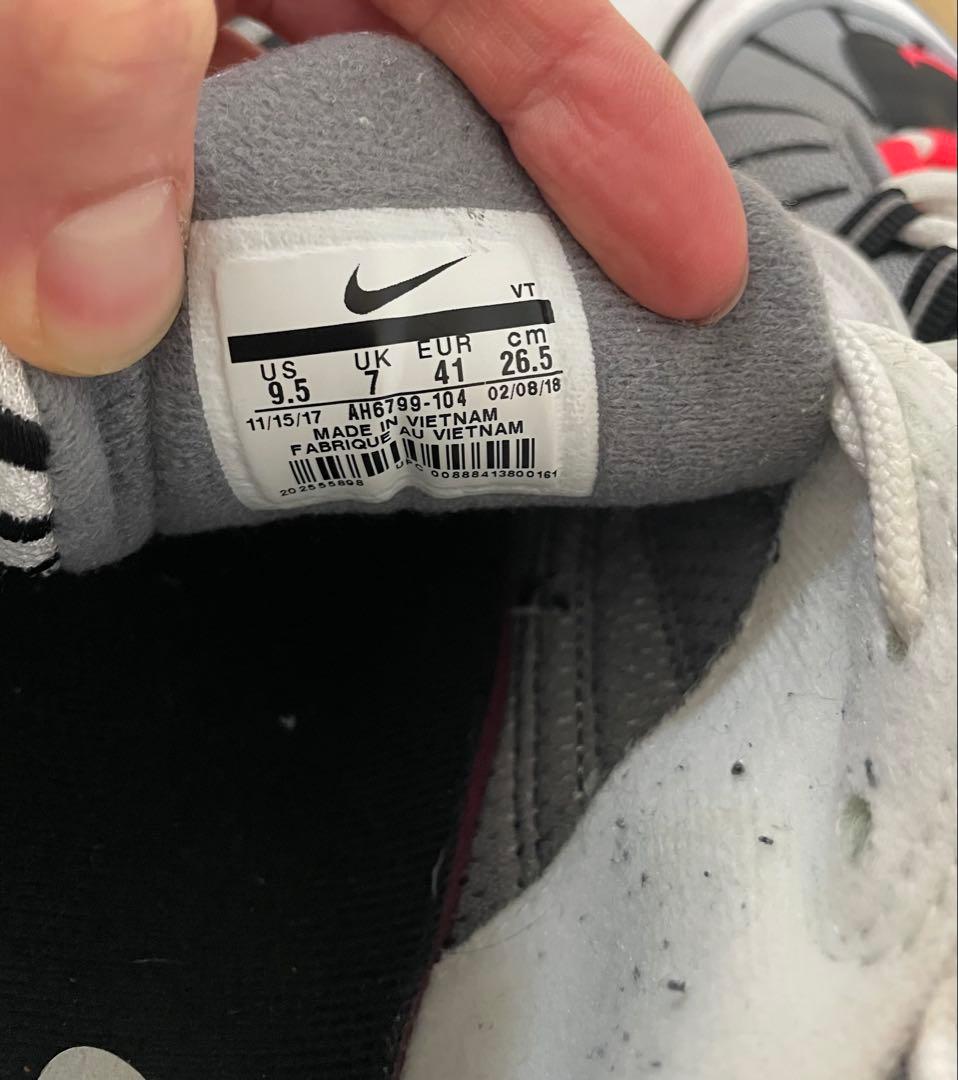 VT
US UK EUR cm
9.5 7 41 26.5
11/15/17 AH6799-104 02/08/18
MADE IN VIETNAM
FABRIQUE AU VIETNAM
UPC 00888413800161
202555898